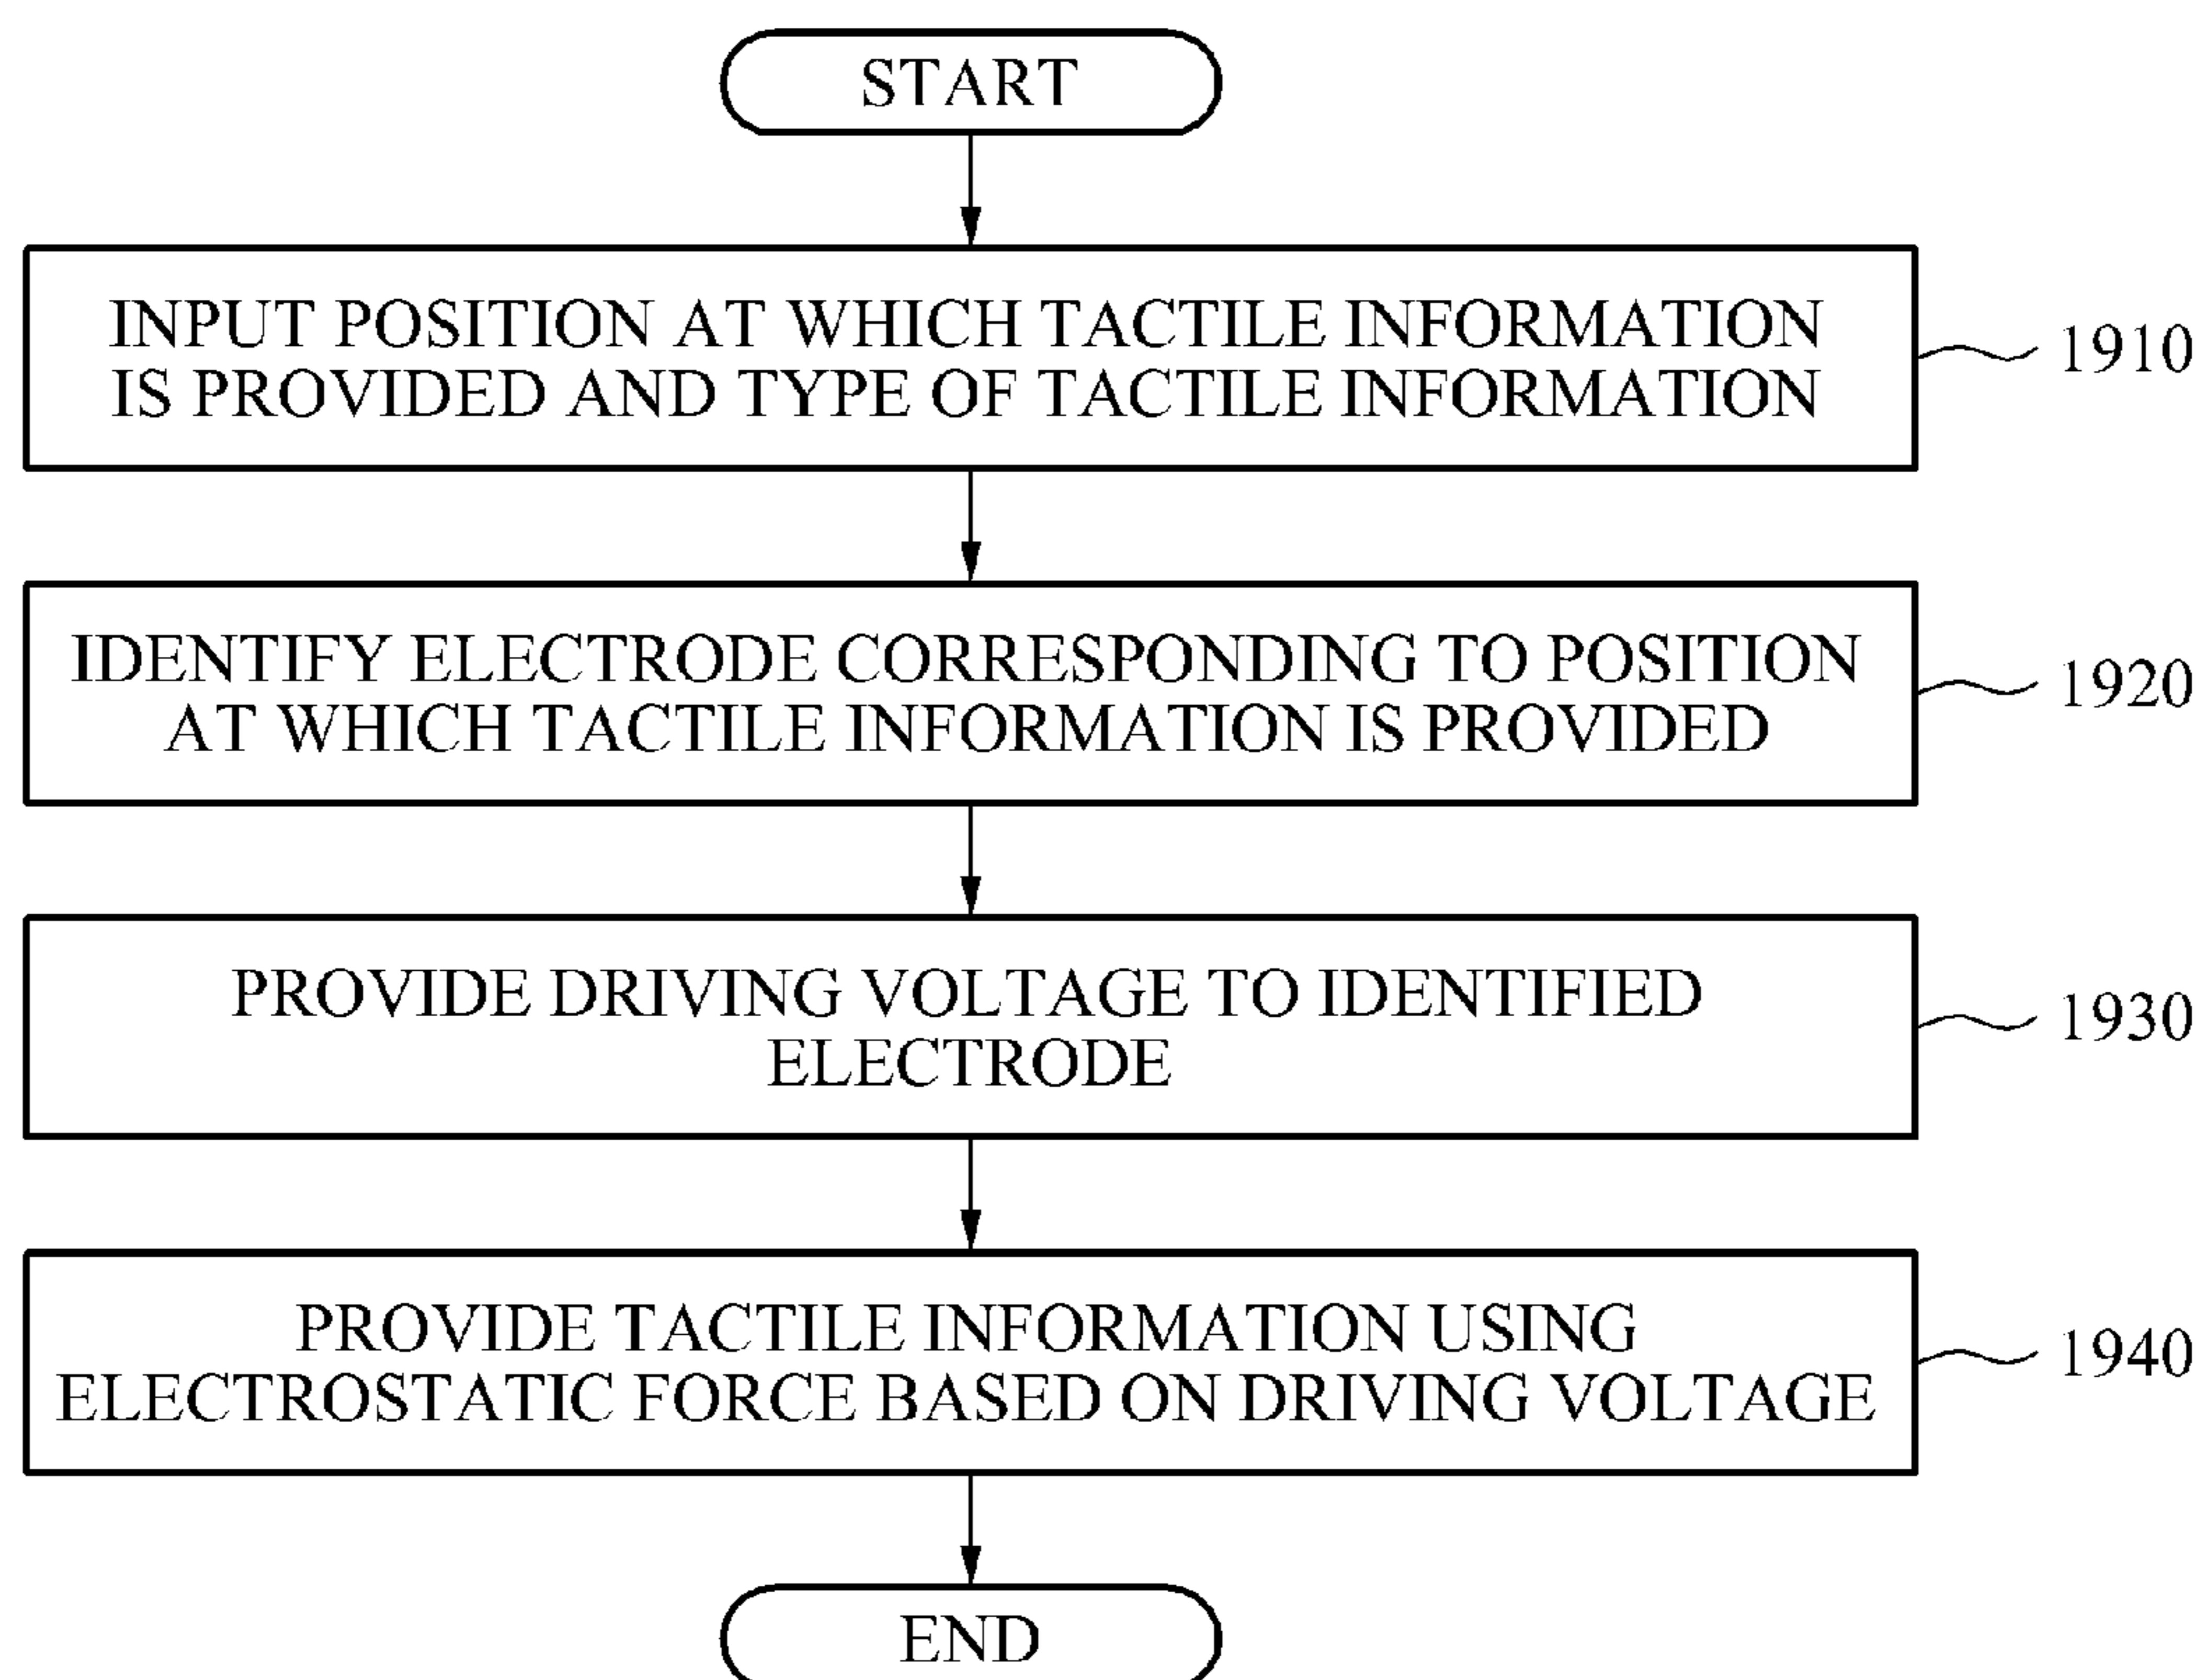 START
INPUT POSITION AT WHICH TACTILE INFORMATION
IS PROVIDED AND TYPE OF TACTILE INFORMATION
1910
IDENTIFY ELECTRODE CORRESPONDING TO POSITION
AT WHICH TACTILE INFORMATION IS PROVIDED
1920
PROVIDE DRIVING VOLTAGE TO IDENTIFIED
ELECTRODE
1930
PROVIDE TACTILE INFORMATION USING
ELECTROSTATIC FORCE BASED ON DRIVING VOLTAGE
1940
END